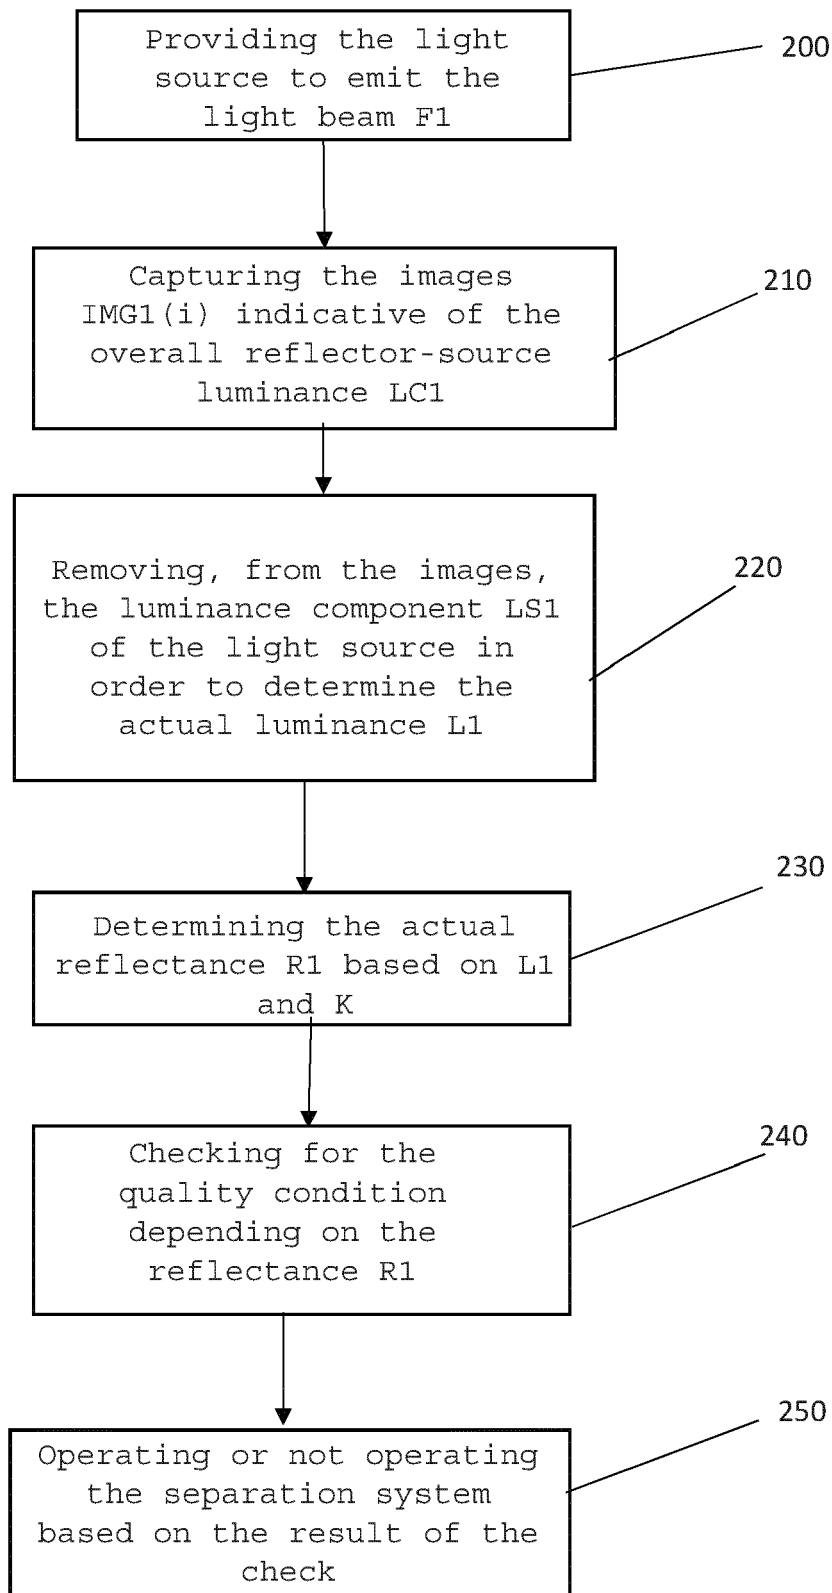 Providing the light
source to emit the
light beam F1
200
Capturing the images
IMG1(i) indicative of the
overall reflector-source
luminance LC1
210
Removing, from the images,
the luminance component LS1
of the light source in
order to determine the
actual luminance L1
220
Determining the actual
reflectance R1 based on L1
and K
230
Checking for the
quality condition
depending on the
reflectance R1
240
Operating or not operating
the separation system
based on the result of the
check
250